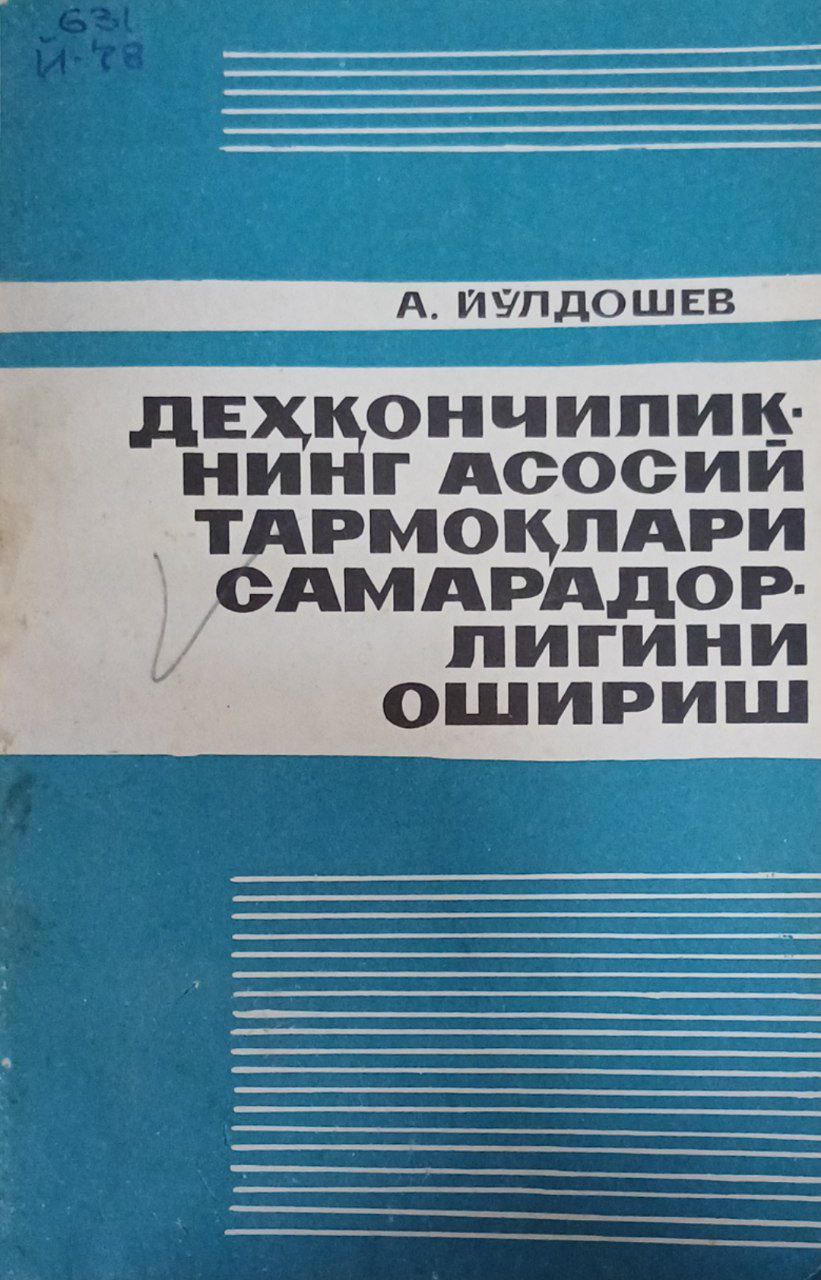 631
Й-78
А. ЙЎЛДОШЕВ
ДЕҲҚОНЧИЛИК-
НИНГ АСОСИЙ
ТАРМОҚЛАРИ
САМАРАДОР-
ЛИГИНИ
ОШИРИШ